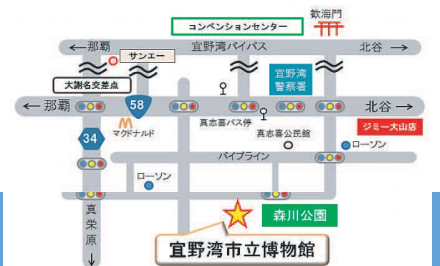 コンベンションセンター
歓海門
←那覇
宜野湾バイパス
北谷→
サンエー
大謝名交差点
宜野湾
警察署
←那覇
58
北谷→
マクドナルド
真志喜バス停
ジミー大山店
34
真志喜公民館
ローソン
パイプライン
ローソン
森川公園
真栄原
↓
宜野湾市立博物館